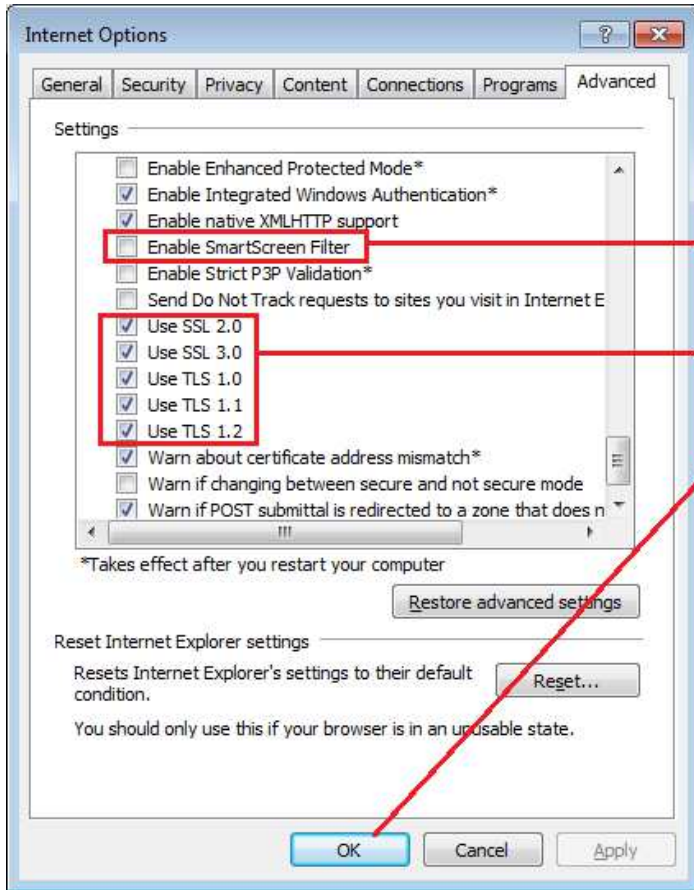 Internet Options
General Security Privacy Content Connections Programs Advanced
Settings
Enable Enhanced Protected Mode*
Enable Integrated Windows Authentication*
Enable native XMLHTTP support
Enable SmartScreen Filter
Enable Strict P3P Validation*
Send Do Not Track requests to sites you visit in Internet E
Use SSL 2.0
Use SSL 3.0
Use TLS 1.0
Use TLS 1.1
Use TLS 1.2
Warn about certificate address mismatch*
Warn if changing between secure and not secure mode
Warn if POST submittal is redirected to a zone that does n
*Takes effect after you restart your computer
Restore advanced settings
Reset Internet Explorer settings
Resets Internet Explorer's settings to their default
condition.
Reset...
You should only use this if your browser is in an unusable state.
OK Cancel Apply